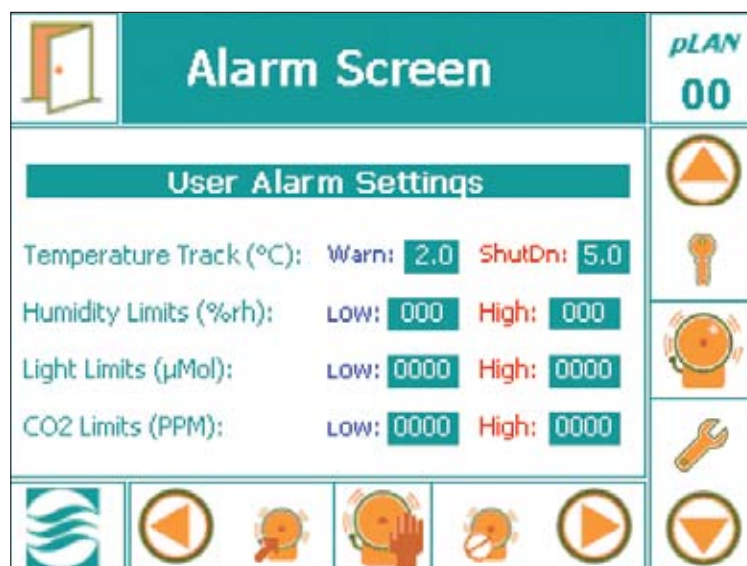 Alarm Screen
pLAN
00
User Alarm Settings
Temperature Track (°C): Warn: 2.0 ShutDn: 5.0
Humidity Limits (%rh): Low: 000 High: 000
Light Limits (µMol): Low: 0000 High: 0000
CO2 Limits (PPM): Low: 0000 High: 0000